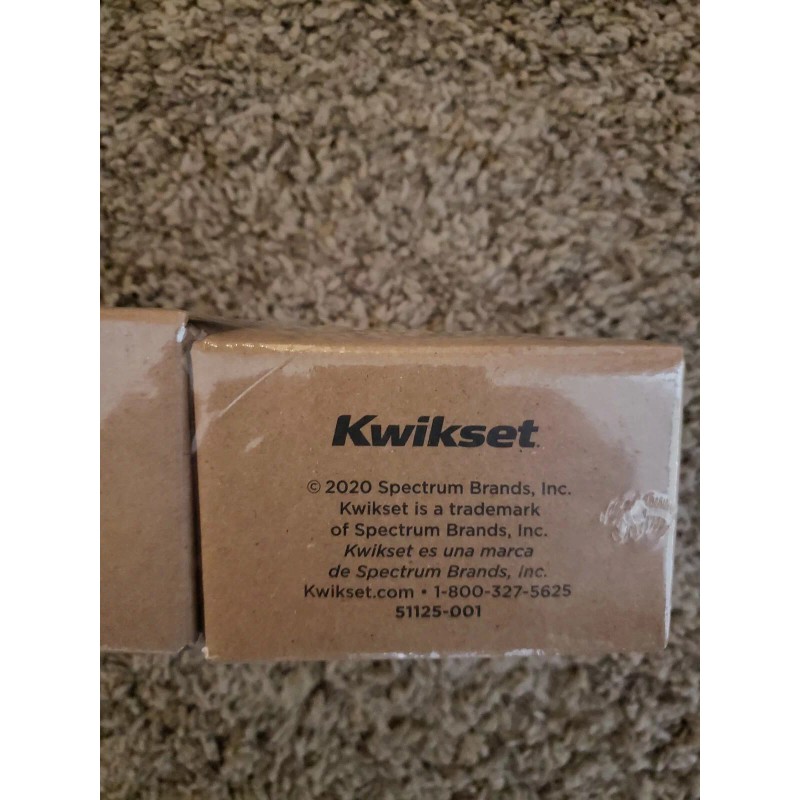 Kwikset
© 2020 Spectrum Brands, Inc.
Kwikset is a trademark
of Spectrum Brands, Inc.
Kwikset es una marca
de Spectrum Brands, Inc.
Kwikset.com • 1-800-327-5625
51125-001